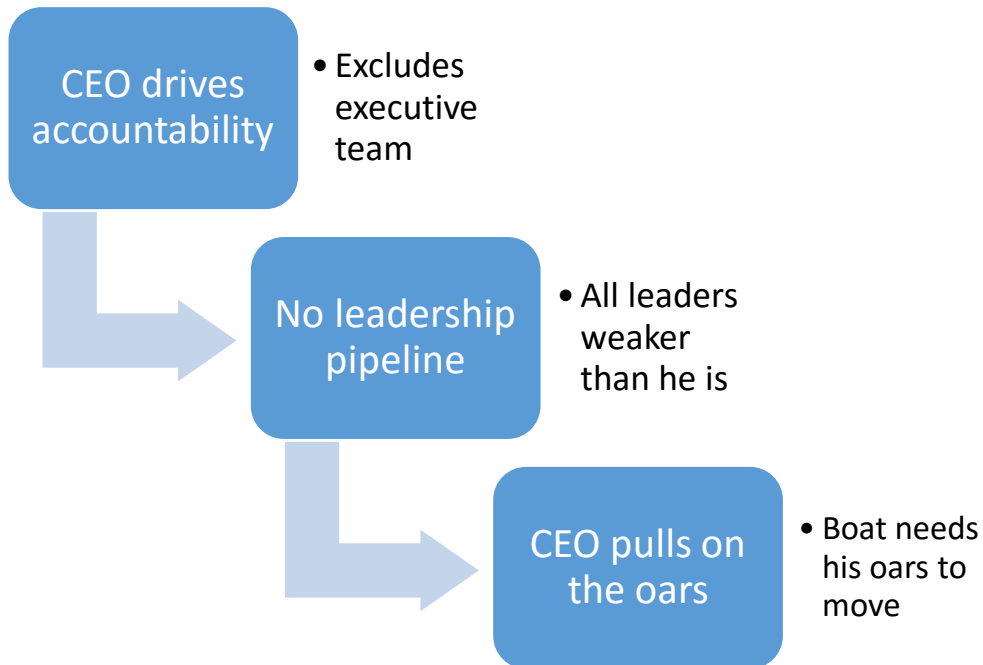 CEO drives
accountability
• Excludes
executive
team
No leadership
pipeline
• All leaders
weaker
than he is
CEO pulls on
the oars
• Boat needs
his oars to
move